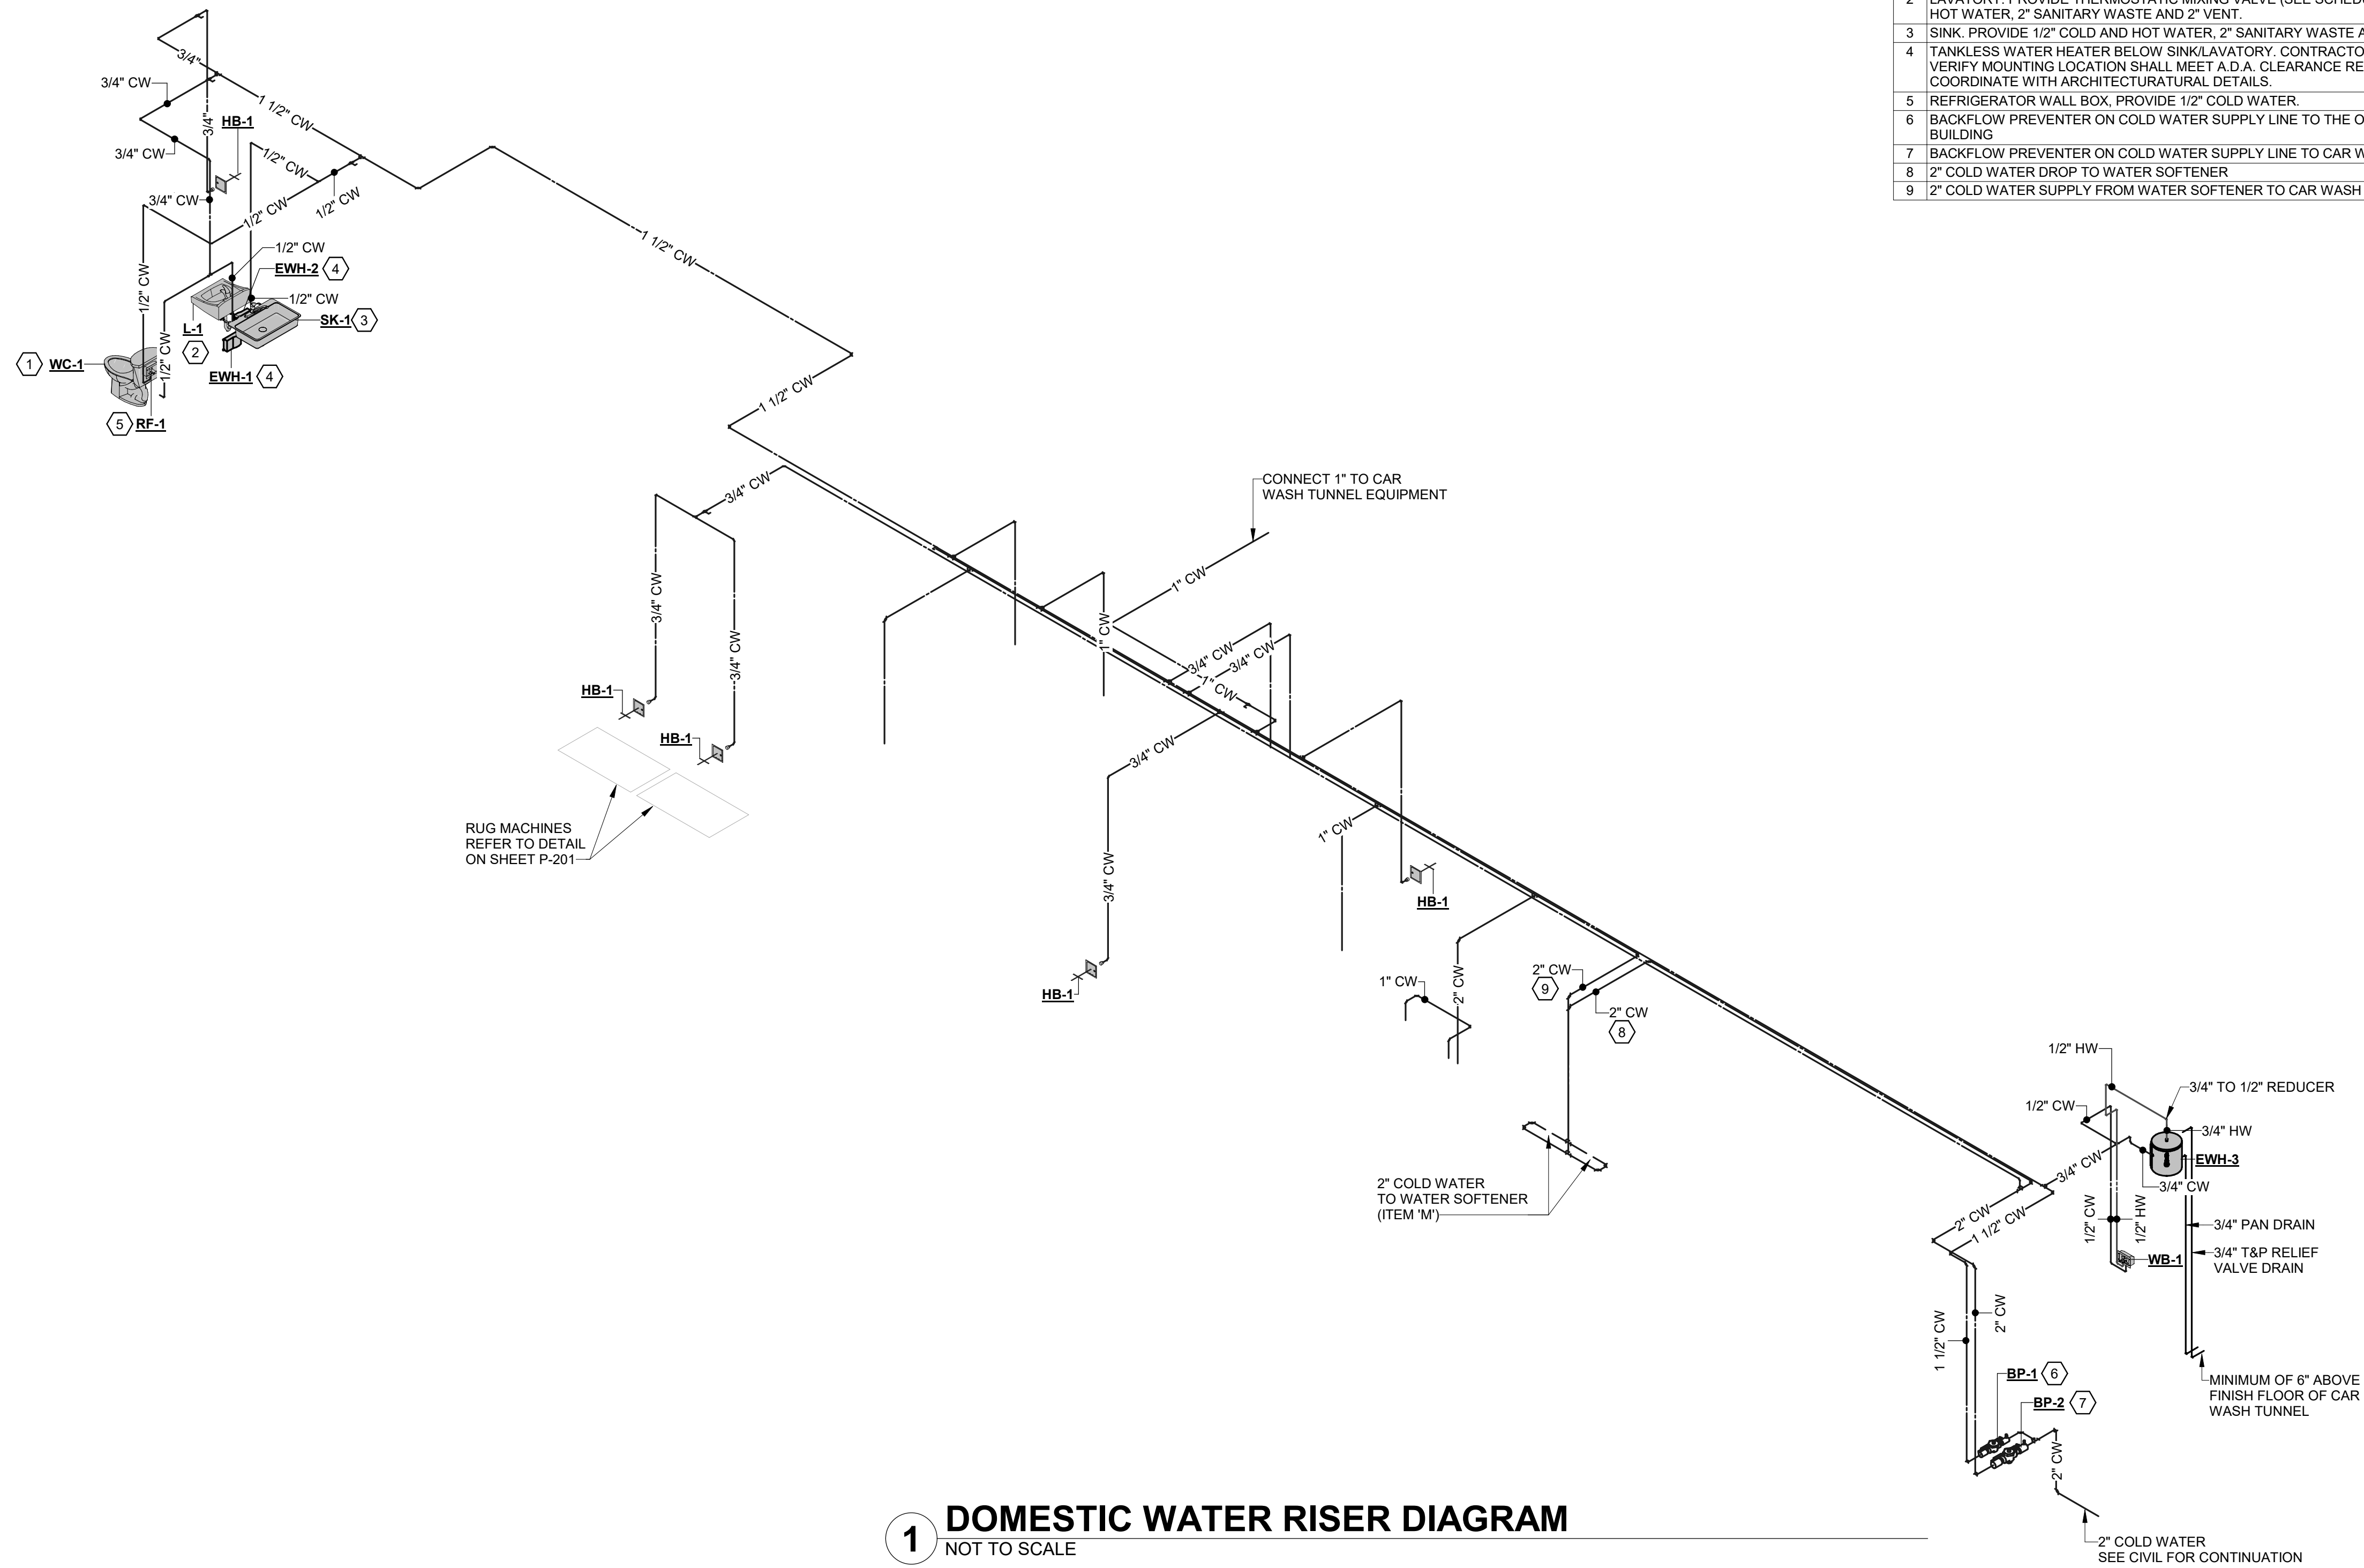 HOT WATER, 2" SANITARY WASTE AND 2" VENT.
3 SINK. PROVIDE 1/2" COLD AND HOT WATER, 2" SANITARY WASTE A
4 TANKLESS WATER HEATER BELOW SINK/LAVATORY. CONTRACTO
VERIFY MOUNTING LOCATION SHALL MEET A.D.A. CLEARANCE RE
COORDINATE WITH ARCHITECTURATURAL DETAILS.
5 REFRIGERATOR WALL BOX, PROVIDE 1/2" COLD WATER.
6 BACKFLOW PREVENTER ON COLD WATER SUPPLY LINE TO THE O
BUILDING
7 BACKFLOW PREVENTER ON COLD WATER SUPPLY LINE TO CAR W
8 2" COLD WATER DROP TO WATER SOFTENER
9 2" COLD WATER SUPPLY FROM WATER SOFTENER TO CAR WASH
3/4"
3/4" CW
1 1/2" CW
3/4"
HB-1
3/4" CW
1/2" CW
3/4" CW
1/2" CW
1/2" CW
1/2" CW
EWH-2 4
1/2" CW
1/2" CW
SK-1 3
L-1
2
1/2" CW
1 WC-1
EWH-1 4
5 RF-1
1 1/2" CW
1 1/2" CW
3/4" CW
CONNECT 1" TO CAR
WASH TUNNEL EQUIPMENT
1" CW
3/4" CW
1" CW
3/4" CW
3/4" CW
3/4" CW
1" CW
HB-1
HB-1
3/4" CW
RUG MACHINES
REFER TO DETAIL
ON SHEET P-201
1" CW
3/4" CW
HB-1
HB-1
1" CW
2" CW
2" CW
9
2" CW
8
2" COLD WATER
TO WATER SOFTENER
(ITEM 'M')
1/2" HW
3/4" TO 1/2" REDUCER
1/2" CW
3/4" HW
EWH-3
3/4" CW
3/4" CW
1/2" CW
1/2" HW
2" CW
1 1/2" CW
3/4" PAN DRAIN
WB-1
3/4" T&P RELIEF
VALVE DRAIN
1 1/2" CW
2" CW
BP-1 6
BP-2 7
MINIMUM OF 6" ABOVE
FINISH FLOOR OF CAR
WASH TUNNEL
2" CW
2" COLD WATER
SEE CIVIL FOR CONTINUATION
1 DOMESTIC WATER RISER DIAGRAM
NOT TO SCALE